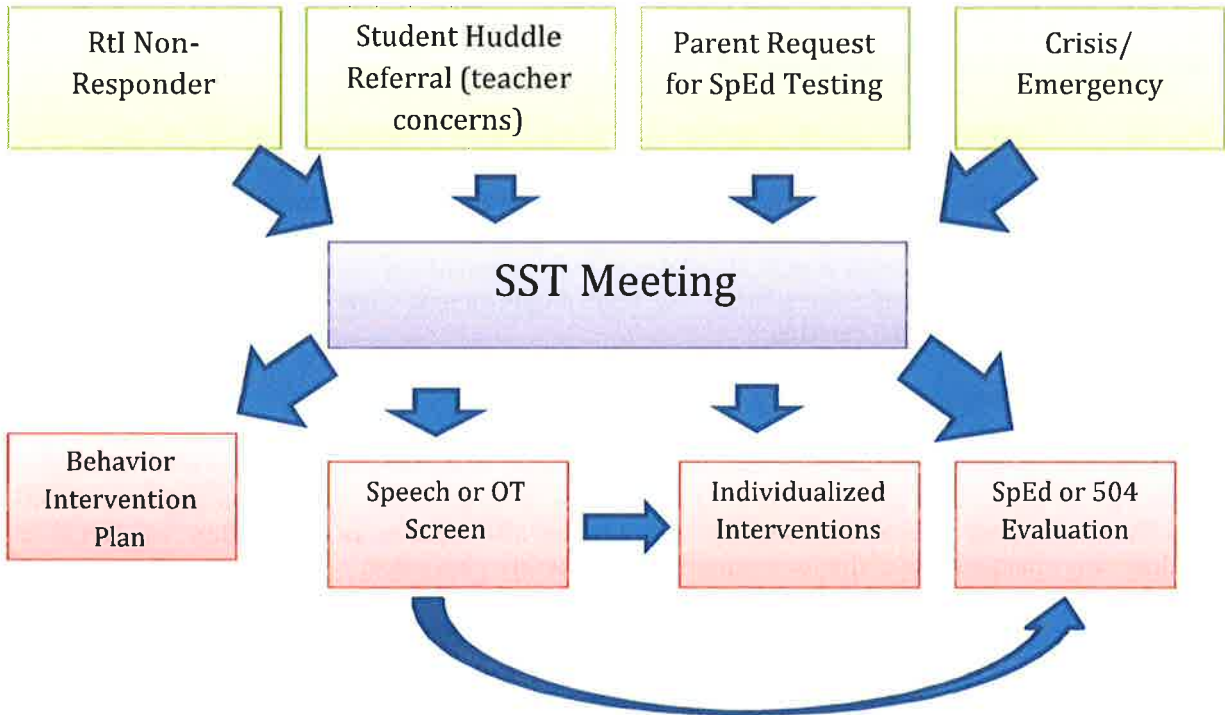 RtI Non-
Responder
Student Huddle
Referral (teacher
concerns)
Parent Request
for SpEd Testing
Crisis/
Emergency
SST Meeting
Behavior
Intervention
Plan
Speech or OT
Screen
Individualized
Interventions
SpEd or 504
Evaluation